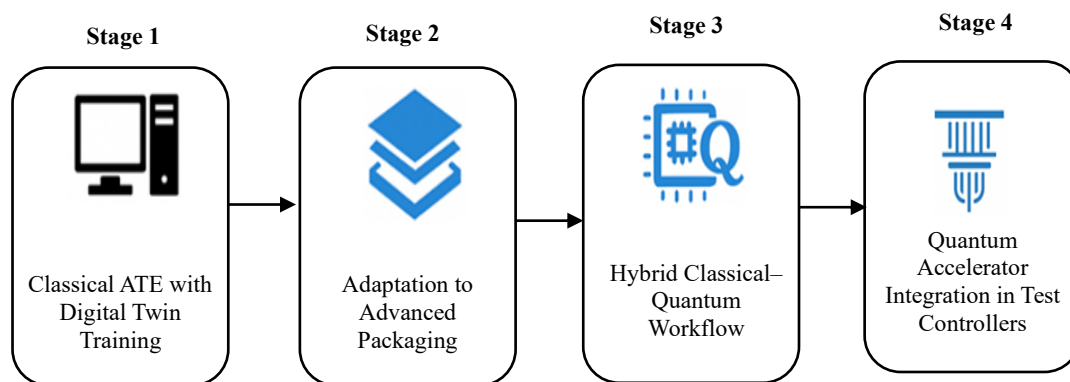 Stage 1
Classical ATE with
Digital Twin
Training
Stage 2
Adaptation to
Advanced
Packaging
Stage 3
Q
Hybrid Classical–
Quantum
Workflow
Stage 4
Quantum
Accelerator
Integration in Test
Controllers